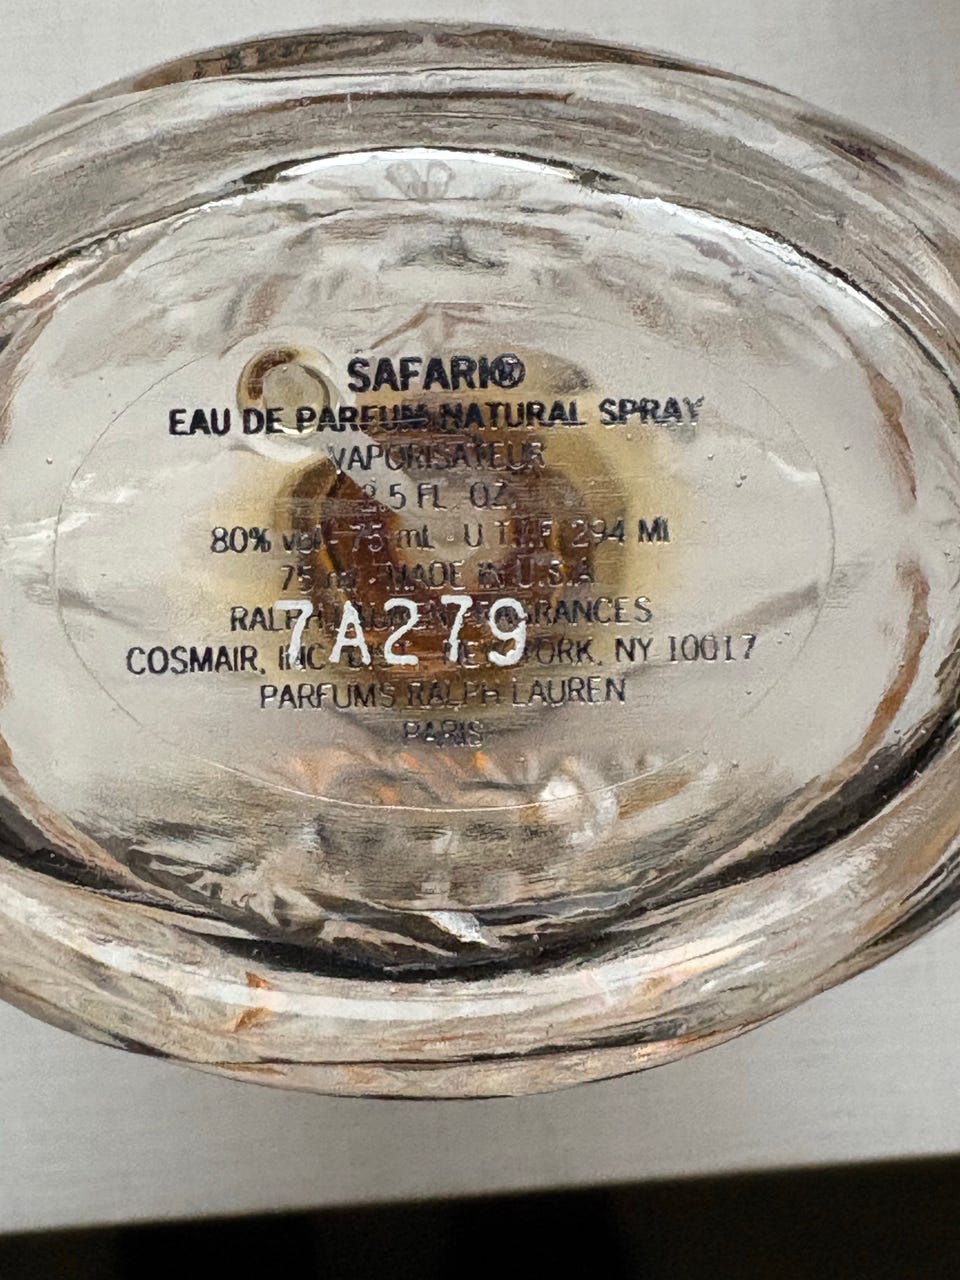 SAFARI®
EAU DE PARFUM NATURAL SPRAY
VAPORISATEUR
2.5 FL. OZ.
80% vol - 75 mL - 294 MI
75 MADE IN U.S.A
RALPH LAUREN FRAGRANCES
7A279
COSMAIR, INC DIST. NEW YORK, NY 10017
PARFUMS RALPH LAUREN
PARIS